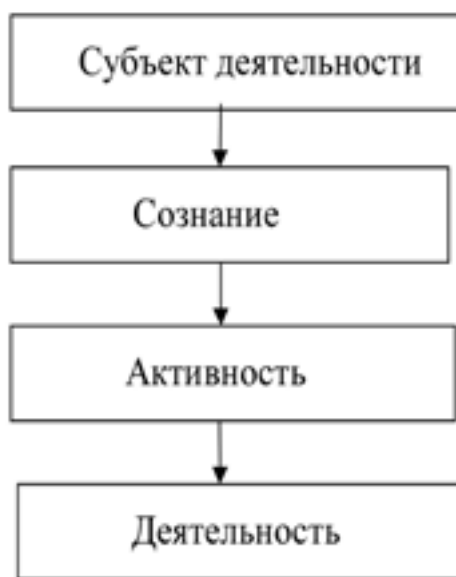 Субъект деятельности
Сознание
Активность
Деятельность